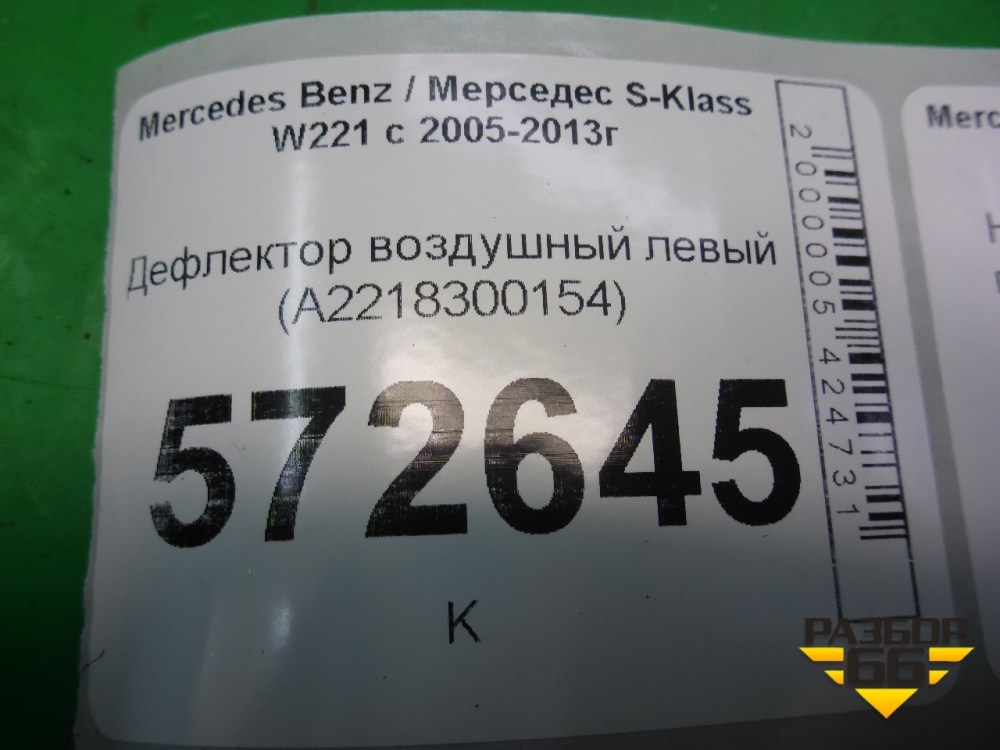 Mercedes Benz / Мерседес S-Klass
W221 с 2005-2013г
Дефлектор воздушный левый
(A2218300154)
572645
К
2000005424731
Merc
РАЗБОР
66